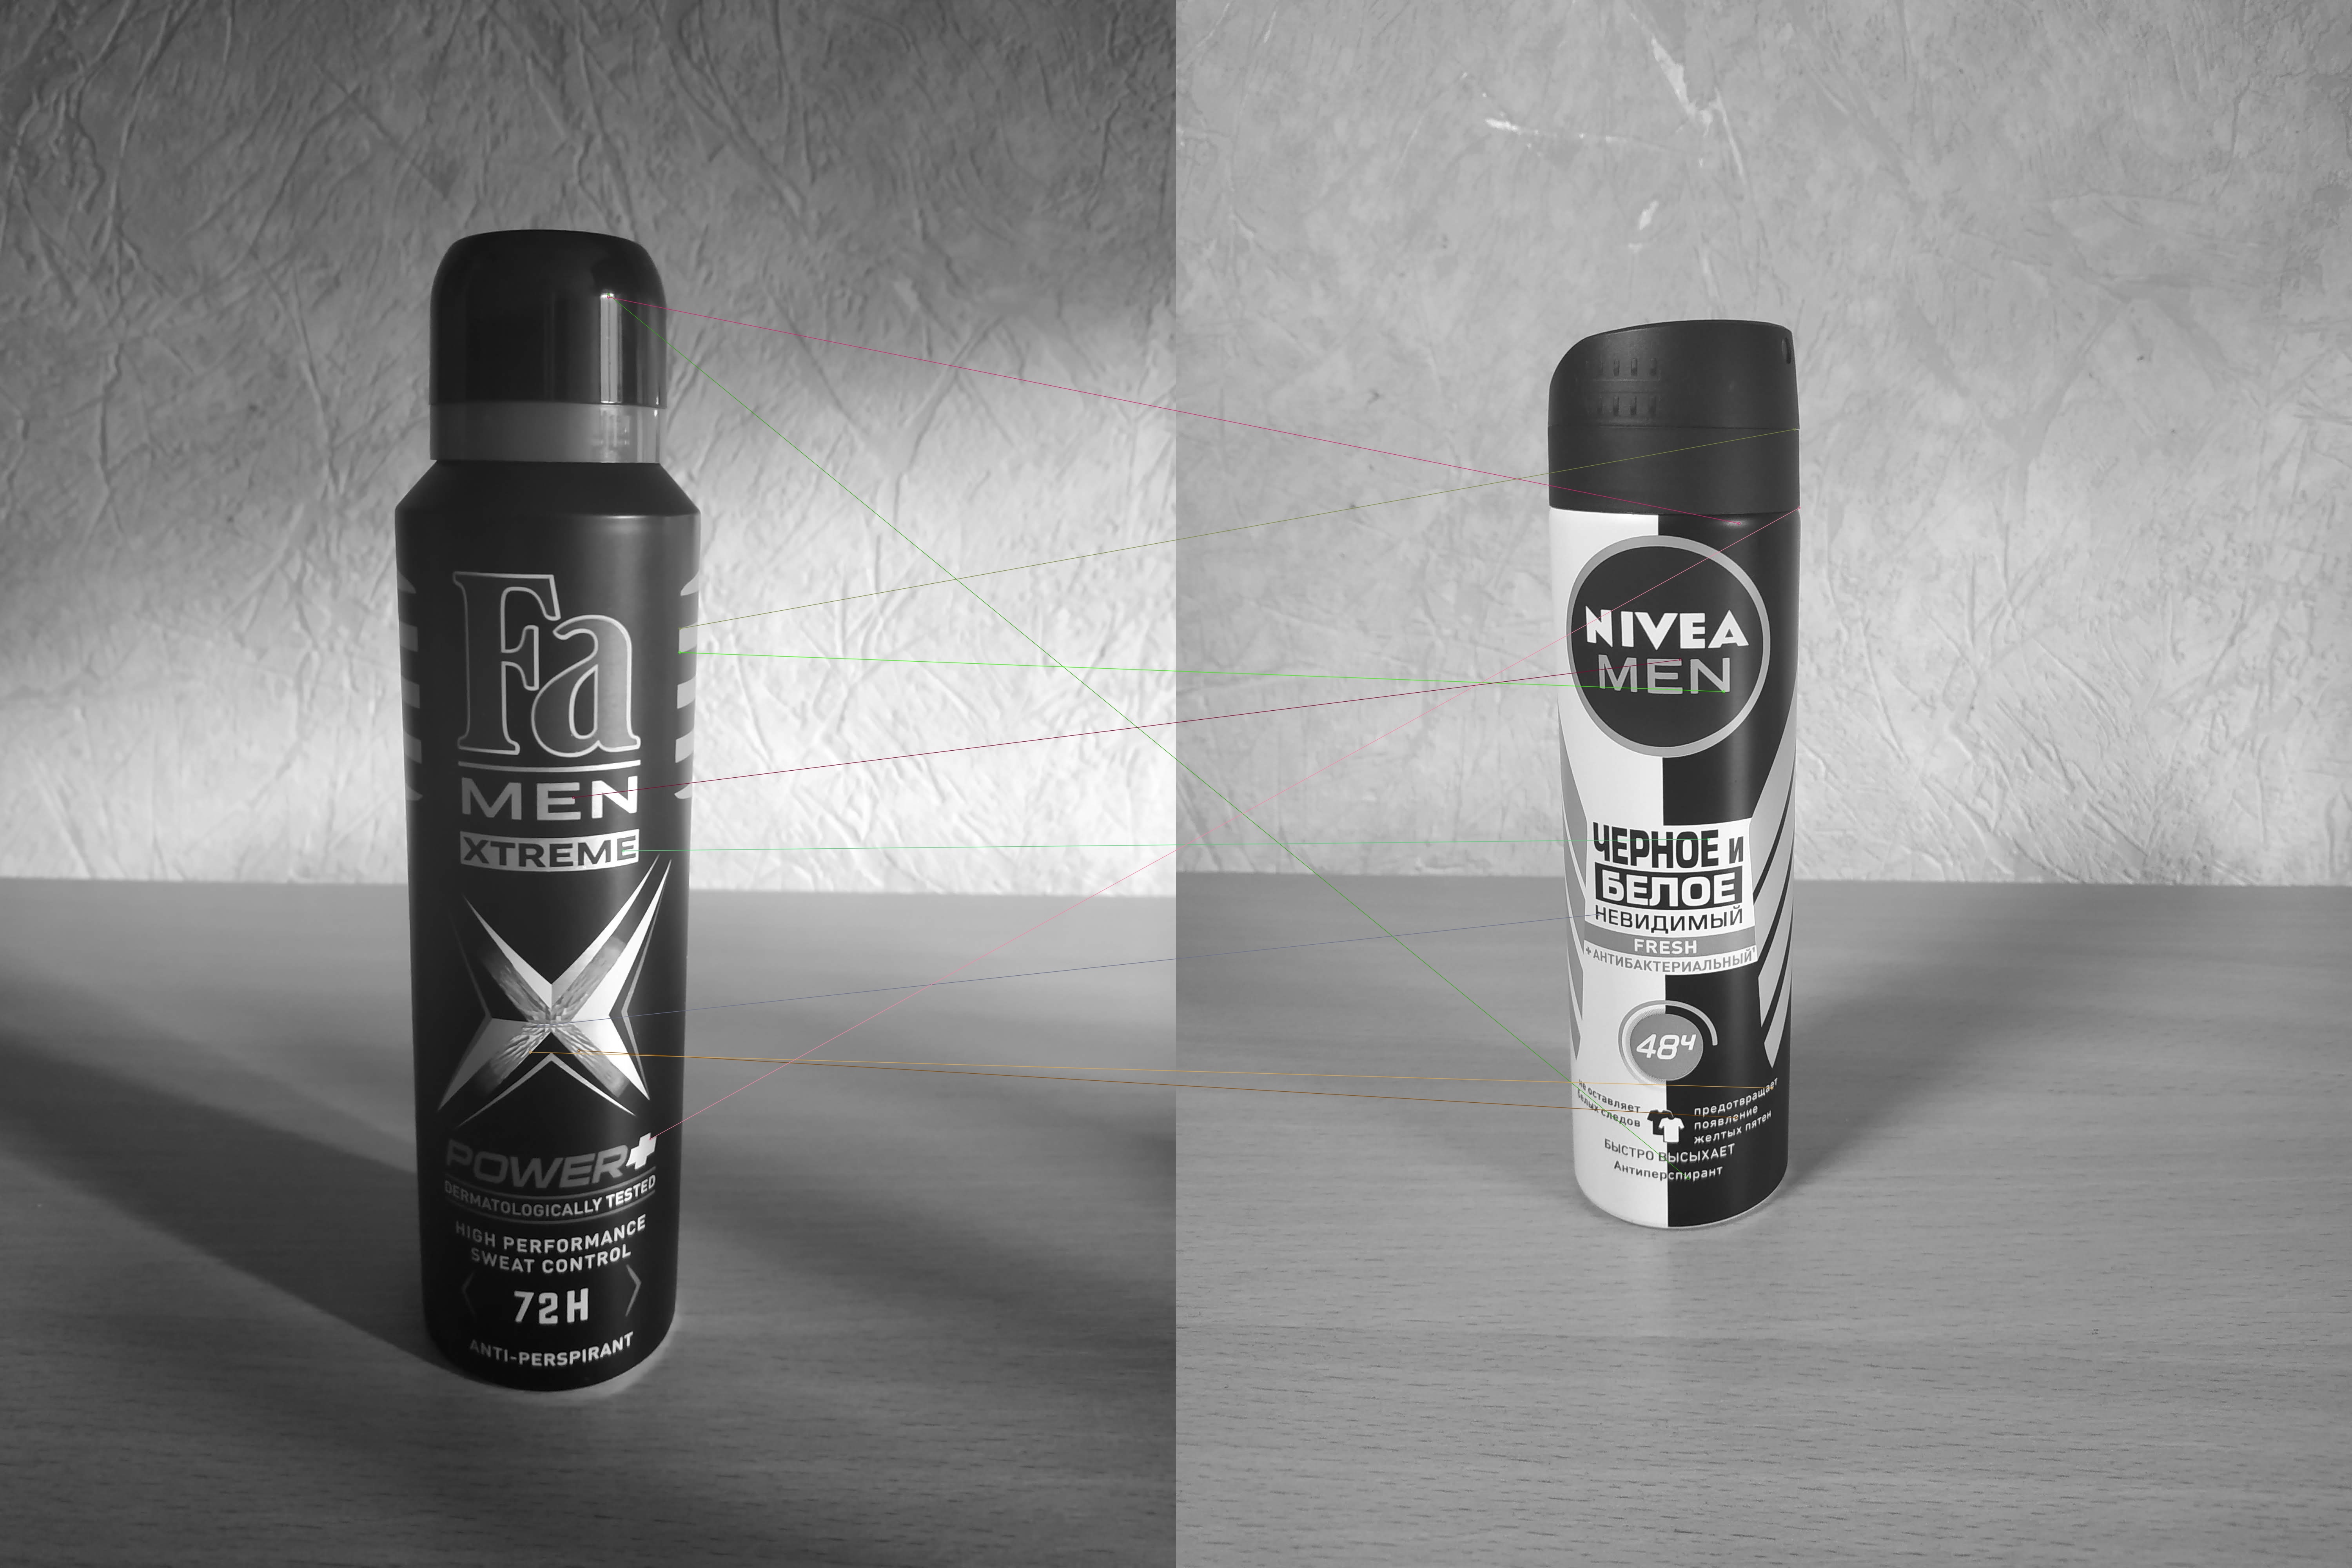 Fa
MEN
XTREME
POWER+
DERMATOLOGICALLY TESTED
HIGH PERFORMANCE
SWEAT CONTROL
72H
ANTI-PERSPIRANT
NIVEA
MEN
ЧЕРНОЕ и
БЕЛОЕ
НЕВИДИМЫЙ
FRESH
+АНТИБАКТЕРИАЛЬНЫЙ¹
48ч
не оставляет
белых следов
предотвращает
появление
желтых пятен
БЫСТРО ВЫСЫХАЕТ
Антиперспирант